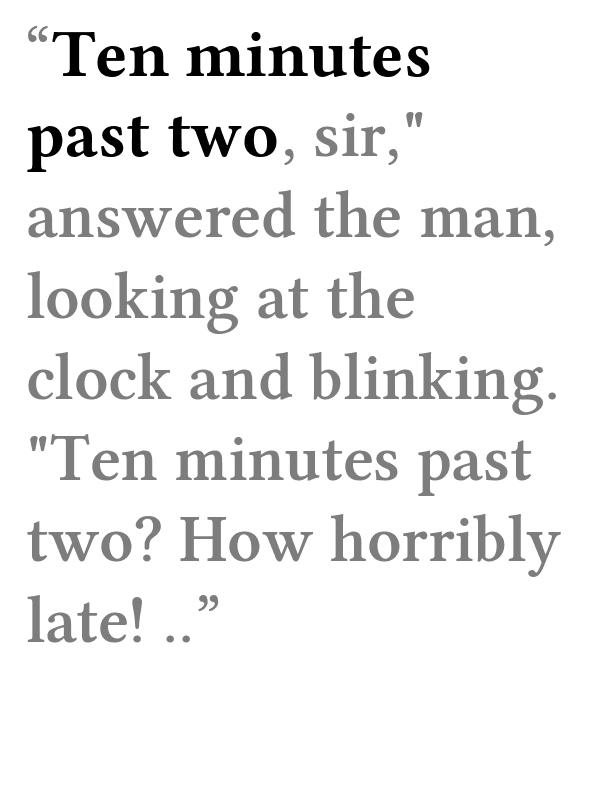 “Ten minutes
past two, sir,"
answered the man,
looking at the
clock and blinking.
"Ten minutes past
two? How horribly
late! ..”